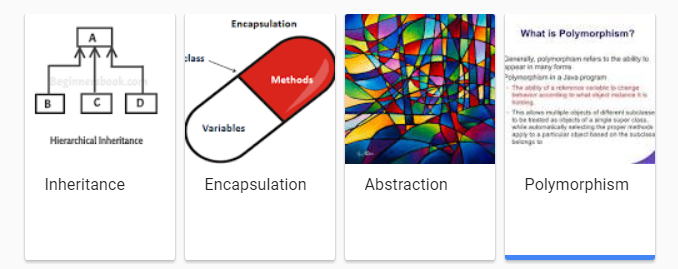 A
Beginnersbook.com
B
C
D
Hierarchical Inheritance
Inheritance
Encapsulation
class
Methods
Variables
Encapsulation
Abstraction
What is Polymorphism?
Generally, polymorphism refers to the ability to
appear in many forms
Polymorphism in a Java program
The ability of a reference variable to change
behavior according to what object instance it is
holding.
This allows multiple objects of different subclasse
to be treated as objects of a single super class,
while automatically selecting the proper methods
apply to a particular object based on the subclass
belongs to
Polymorphism